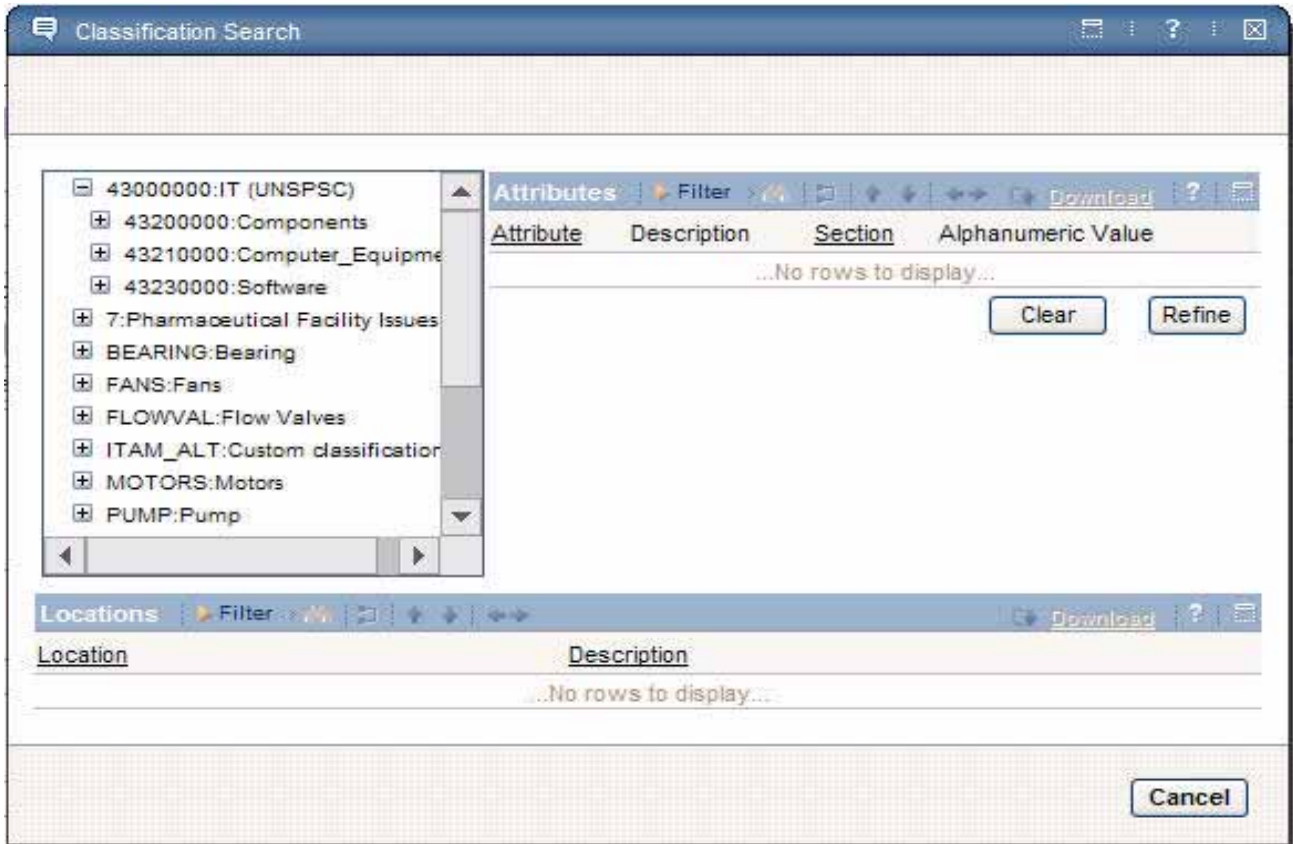 Classification Search
?
43000000:IT (UNSPSC)
43200000:Components
43210000:Computer_Equipme
43230000:Software
7:Pharmaceutical Facility Issues
BEARING:Bearing
FANS:Fans
FLOWVAL:Flow Valves
ITAM_ALT:Custom classification
MOTORS:Motors
PUMP:Pump
Attributes Filter Download ?
Attribute Description Section Alphanumeric Value
...No rows to display...
Clear Refine
Locations Filter Download ?
Location Description
...No rows to display...
Cancel